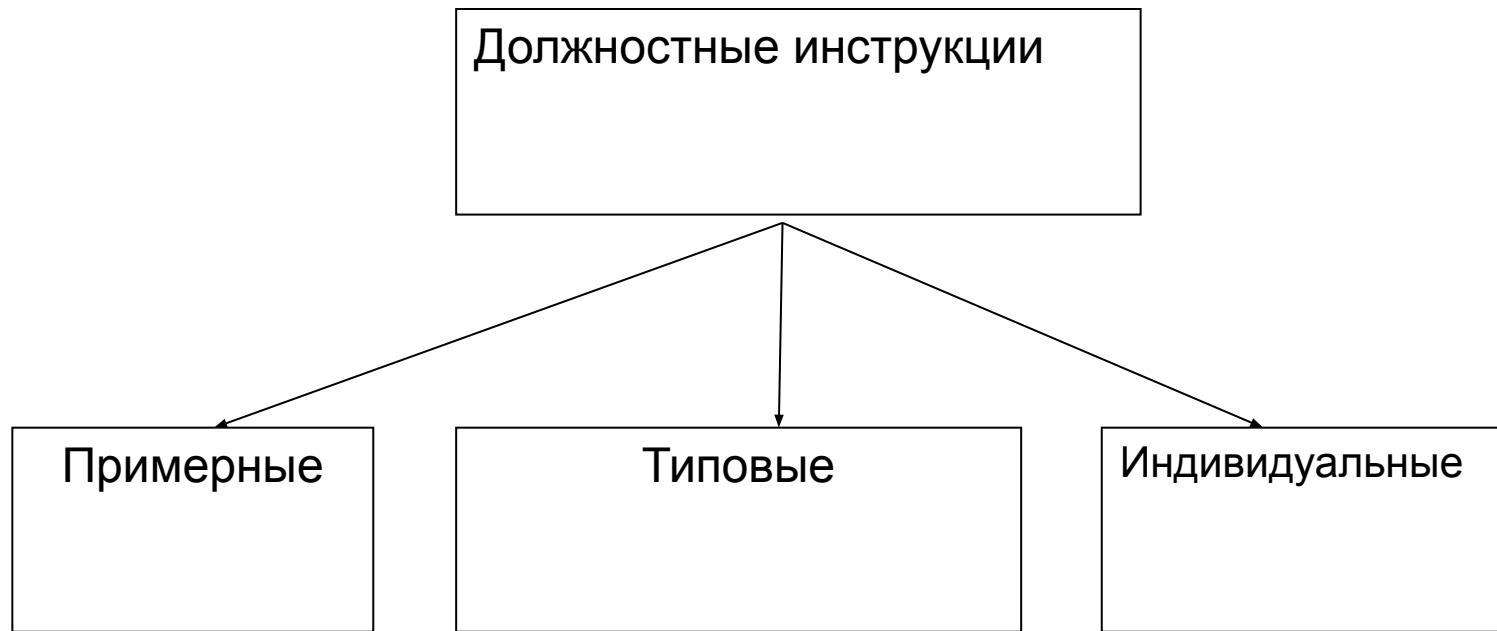 Должностные инструкции
Примерные
Типовые
Индивидуальные